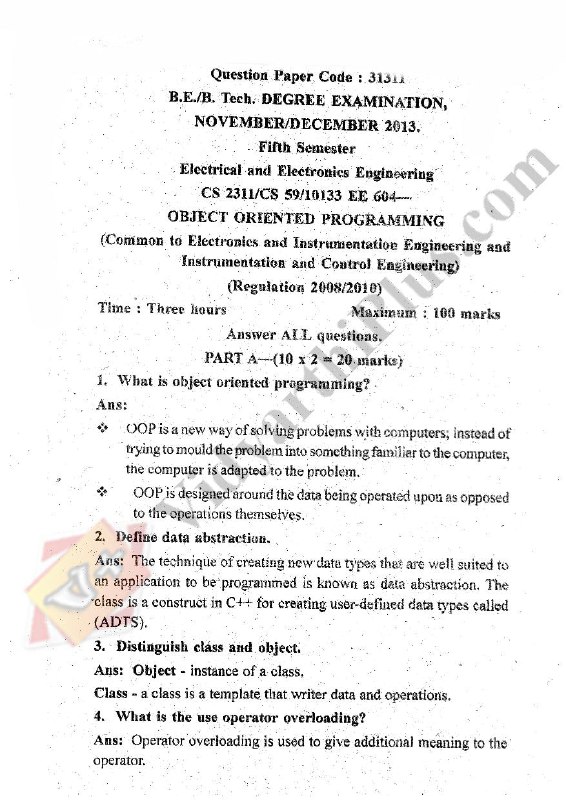 Question Paper Code : 31311
B.E./B. Tech. DEGREE EXAMINATION,
NOVEMBER/DECEMBER 2013.
Fifth Semester
Electrical and Electronics Engineering
CS 2311/CS 59/10133 EE 604—
OBJECT ORIENTED PROGRAMMING
(Common to Electronics and Instrumentation Engineering and
Instrumentation and Control Engineering)
(Regulation 2008/2010)
Time : Three hours Maximum : 100 marks
Answer ALL questions.
PART A—(10 x 2 = 20 marks)
1. What is object oriented programming?
Ans:
❖ OOP is a new way of solving problems with computers; instead of
trying to mould the problem into something familiar to the computer,
the computer is adapted to the problem.
❖ OOP is designed around the data being operated upon as opposed
to the operations themselves.
2. Define data abstraction.
Ans: The technique of creating new data types that are well suited to
an application to be programmed is known as data abstraction. The
class is a construct in C++ for creating user-defined data types called
(ADTS).
3. Distinguish class and object.
Ans: Object - instance of a class.
Class - a class is a template that writer data and operations.
4. What is the use operator overloading?
Ans: Operator overloading is used to give additional meaning to the
operator.
VidyarthiPlus.com
V+